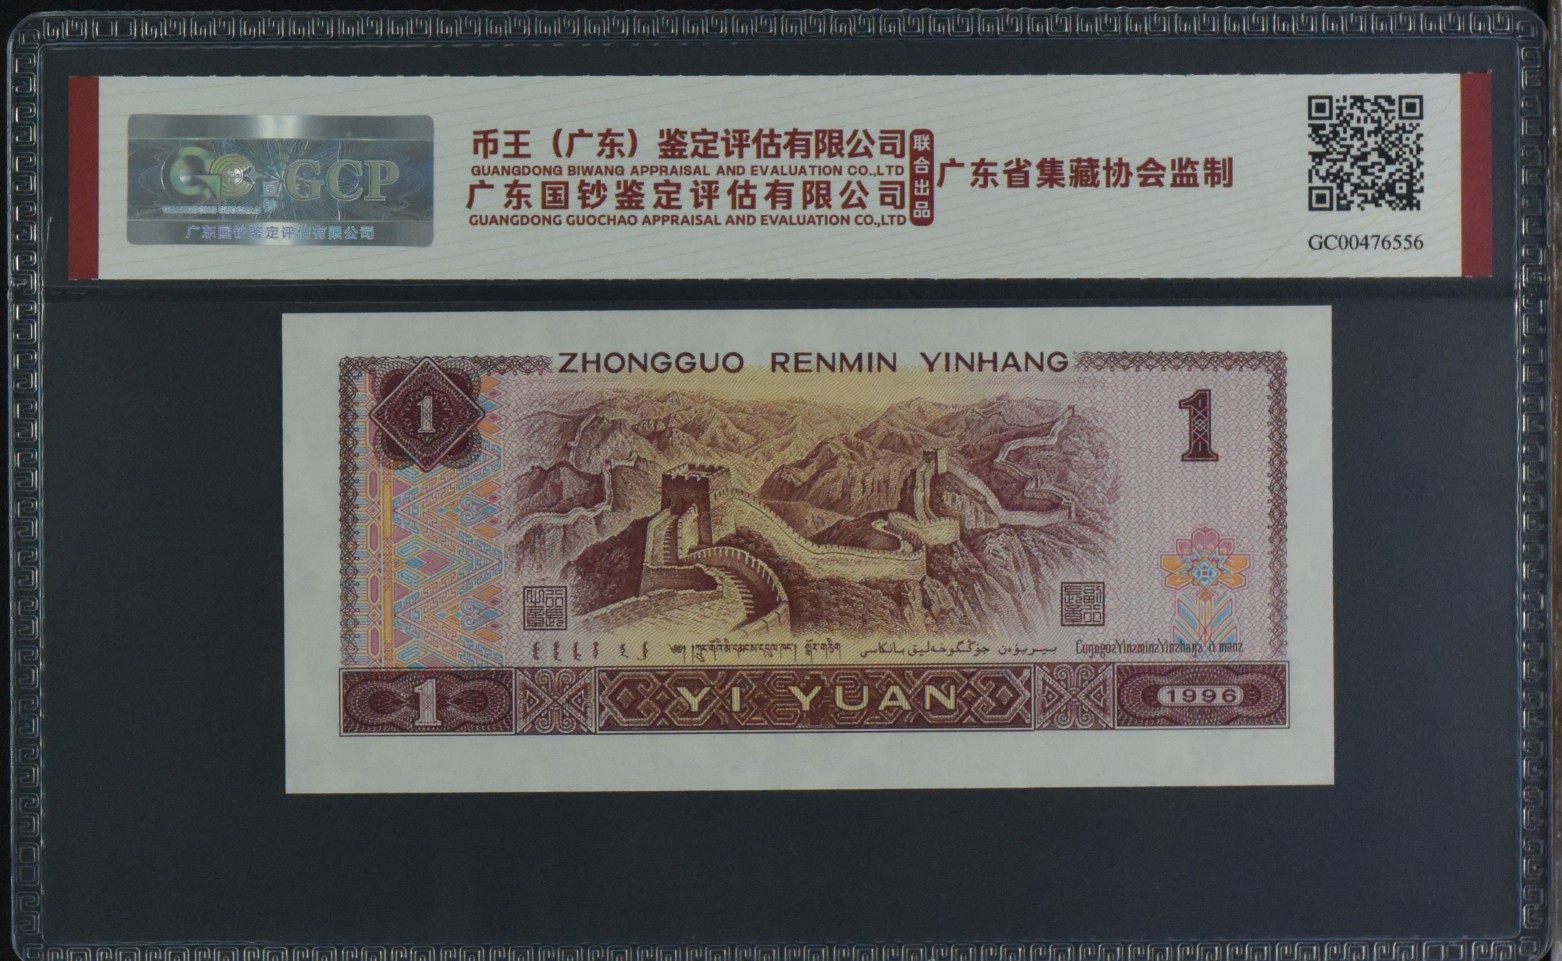 GCP
GUANGDONG GUOCHAO
广东国钞鉴定评估有限公司
币王（广东）鉴定评估有限公司
GUANGDONG BIWANG APPRAISAL AND EVALUATION CO.,LTD
广东国钞鉴定评估有限公司
GUANGDONG GUOCHAO APPRAISAL AND EVALUATION CO.,LTD
联合出品
广东省集藏协会监制
GC00476556
ZHONGGUO RENMIN YINHANG
1
1
1
YI YUAN
1996